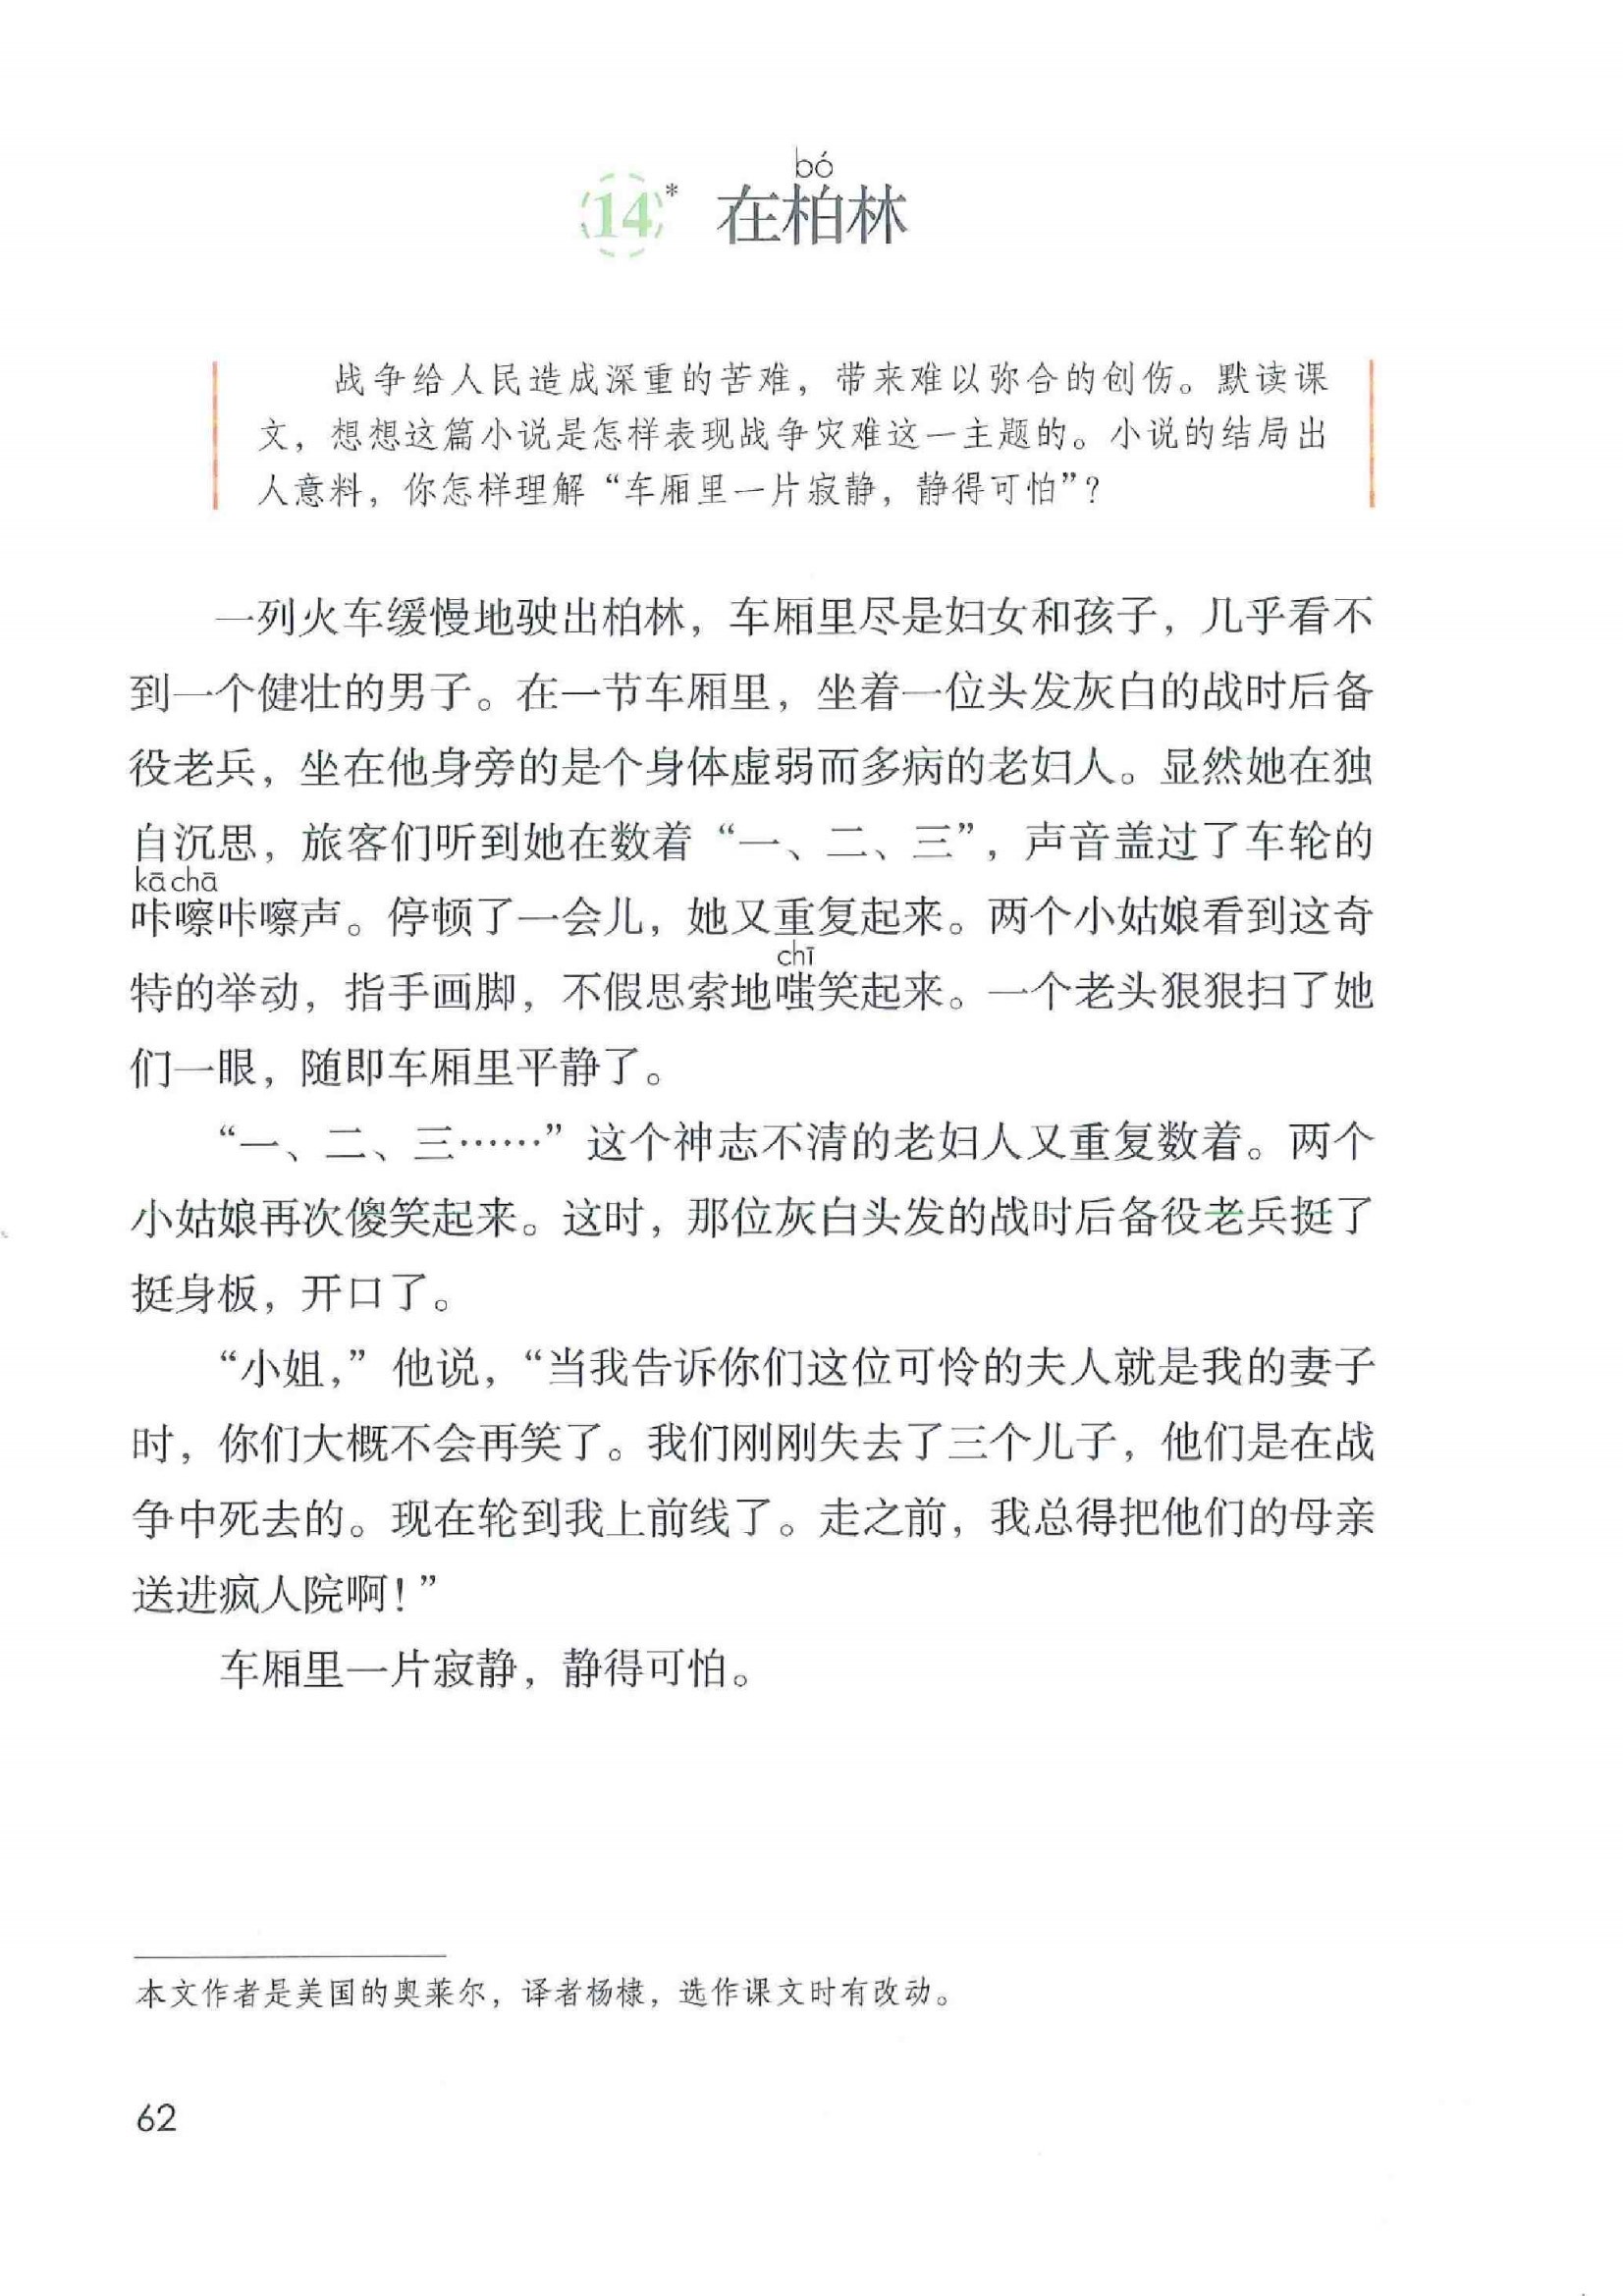 bó
14* 在柏林
战争给人民造成深重的苦难，带来难以弥合的创伤。默读课
文，想想这篇小说是怎样表现战争灾难这一主题的。小说的结局出
人意料，你怎样理解“车厢里一片寂静，静得可怕”？
一列火车缓慢地驶出柏林，车厢里尽是妇女和孩子，几乎看不
到一个健壮的男子。在一节车厢里，坐着一位头发灰白的战时后备
役老兵，坐在他身旁的是个身体虚弱而多病的老妇人。显然她在独
自沉思，旅客们听到她在数着“一、二、三”，声音盖过了车轮的
kā chā
咔嚓咔嚓声。停顿了一会儿，她又重复起来。两个小姑娘看到这奇
chī
特的举动，指手画脚，不假思索地嗤笑起来。一个老头狠狠扫了她
们一眼，随即车厢里平静了。
“一、二、三……”这个神志不清的老妇人又重复数着。两个
小姑娘再次傻笑起来。这时，那位灰白头发的战时后备役老兵挺了
挺身板，开口了。
“小姐，”他说，“当我告诉你们这位可怜的夫人就是我的妻子
时，你们大概不会再笑了。我们刚刚失去了三个儿子，他们是在战
争中死去的。现在轮到我上前线了。走之前，我总得把他们的母亲
送进疯人院啊！”
车厢里一片寂静，静得可怕。
本文作者是美国的奥莱尔，译者杨棣，选作课文时有改动。
62